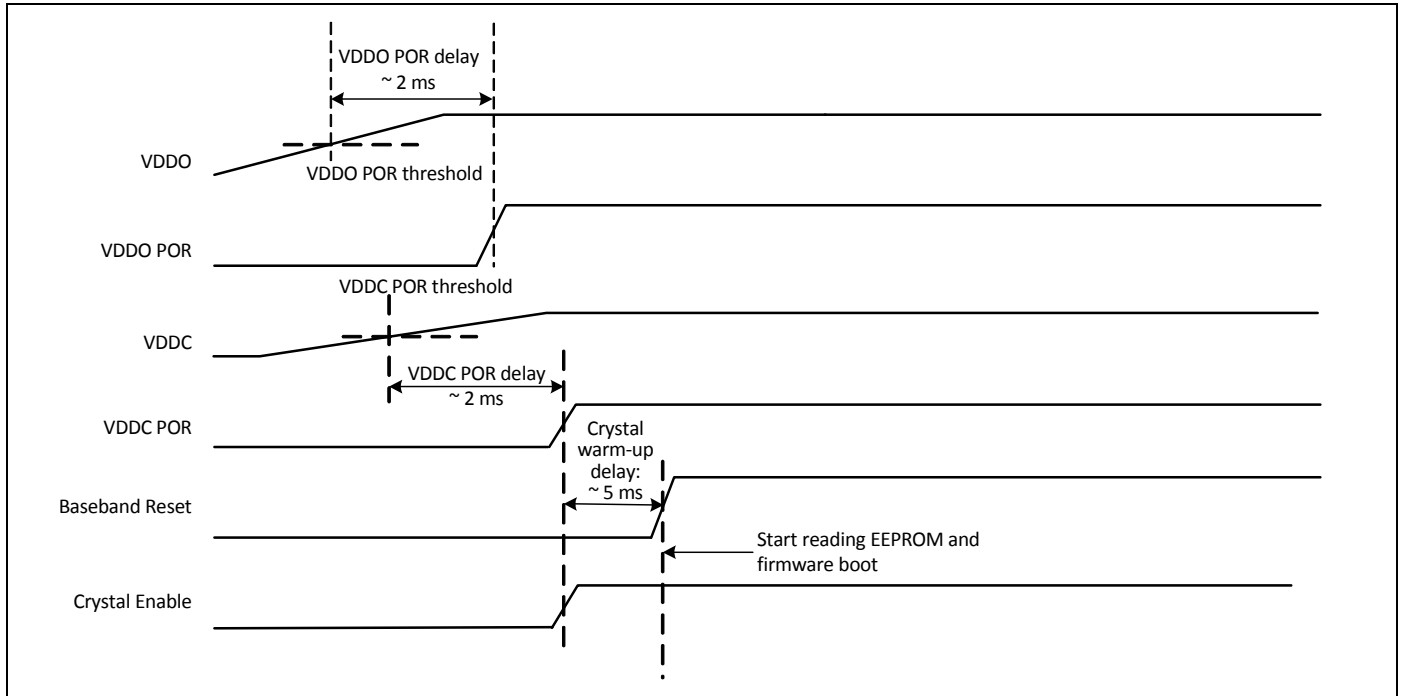 VDDO POR delay
~ 2 ms
VDDO
VDDO POR threshold
VDDO POR
VDDC POR threshold
VDDC
VDDC POR delay
~ 2 ms
VDDC POR
Crystal
warm-up
delay:
~ 5 ms
Baseband Reset
Start reading EEPROM and
firmware boot
Crystal Enable